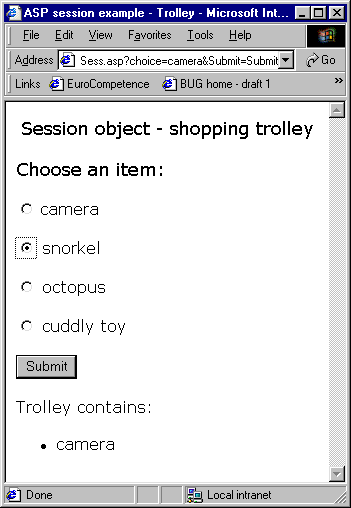 ASP session example - Trolley - Microsoft Int...
File Edit View Favorites Tools Help
Address Sess.asp?choice=camera&Submit=Submit Go
Links EuroCompetence BUG home - draft 1 »
Session object - shopping trolley
Choose an item:
camera
snorkel
octopus
cuddly toy
Submit
Trolley contains:
• camera
Done Local intranet